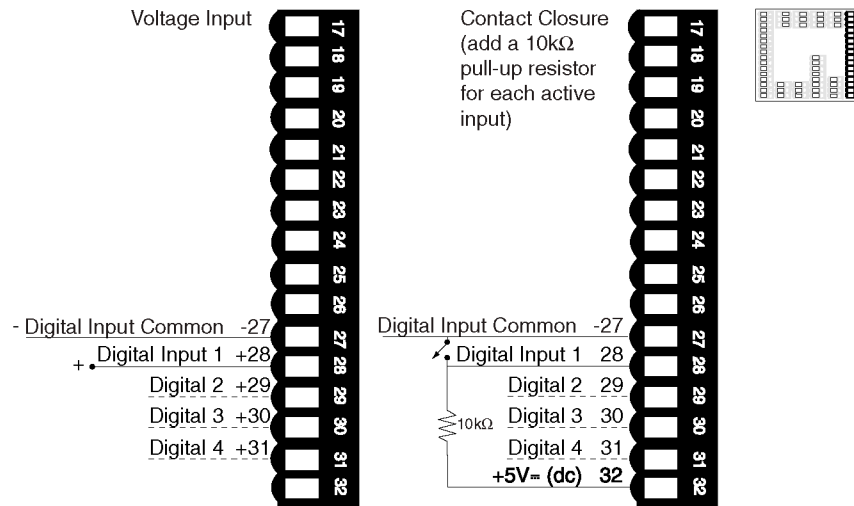 Voltage Input
17
18
19
20
21
22
23
24
25
26
27
28
29
30
31
32
- Digital Input Common -27
+ Digital Input 1 +28
Digital 2 +29
Digital 3 +30
Digital 4 +31
Contact Closure
(add a 10kΩ
pull-up resistor
for each active
input)
17
18
19
20
21
22
23
24
25
26
27
28
29
30
31
32
Digital Input Common -27
Digital Input 1 28
Digital 2 29
10kΩ
Digital 3 30
Digital 4 31
+5V⎓ (dc) 32